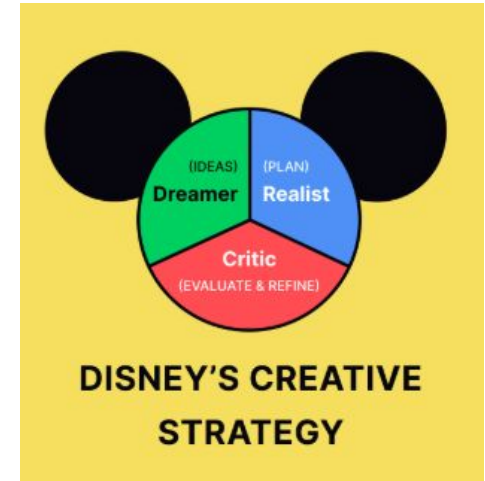 (IDEAS)
Dreamer
(PLAN)
Realist
Critic
(EVALUATE & REFINE)
DISNEY'S CREATIVE
STRATEGY